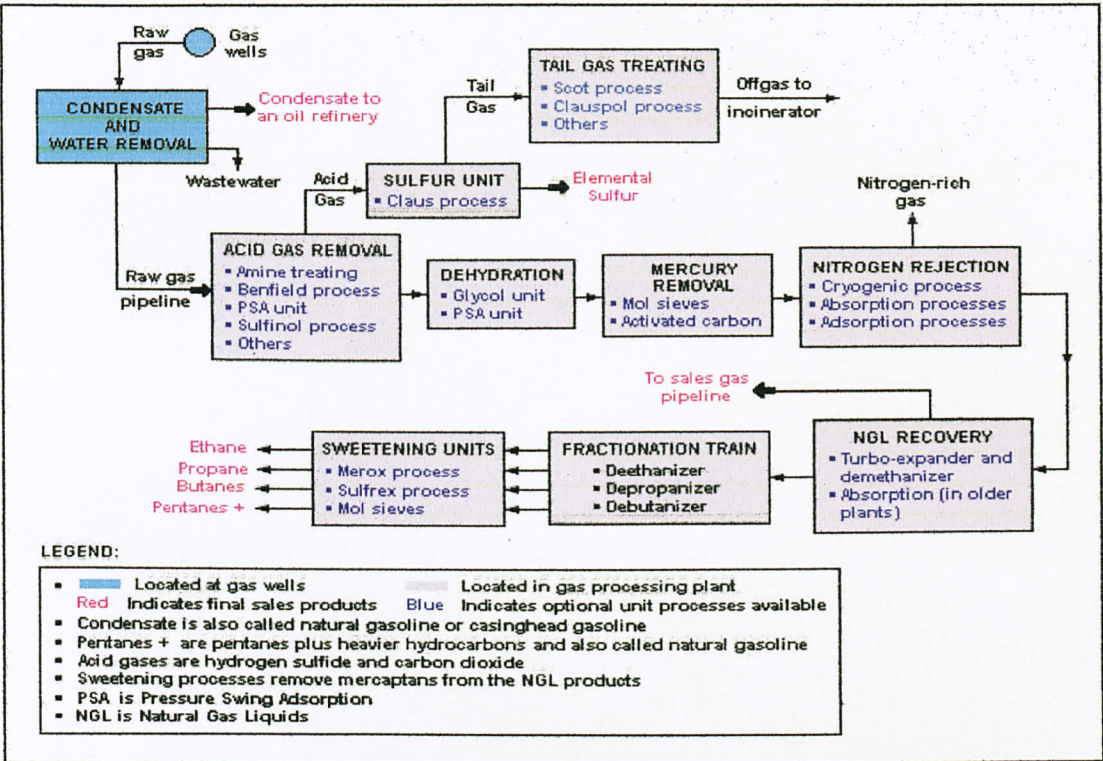 Raw gas
Gas wells
CONDENSATE AND WATER REMOVAL
Condensate to an oil refinery
Wastewater
Raw gas pipeline
ACID GAS REMOVAL
▪ Amine treating
▪ Benfield process
▪ PSA unit
▪ Sulfinol process
▪ Others
Acid Gas
SULFUR UNIT
▪ Claus process
Elemental Sulfur
Tail Gas
TAIL GAS TREATING
▪ Scot process
▪ Clauspol process
▪ Others
Offgas to incinerator
DEHYDRATION
▪ Glycol unit
▪ PSA unit
MERCURY REMOVAL
▪ Mol sieves
▪ Activated carbon
NITROGEN REJECTION
▪ Cryogenic process
▪ Absorption processes
▪ Adsorption processes
Nitrogen-rich gas
To sales gas pipeline
NGL RECOVERY
▪ Turbo-expander and demethanizer
▪ Absorption (in older plants)
FRACTIONATION TRAIN
▪ Deethanizer
▪ Depropanizer
▪ Debutanizer
SWEETENING UNITS
▪ Merox process
▪ Sulfrex process
▪ Mol sieves
Ethane
Propane
Butanes
Pentanes +
LEGEND:
▪ Located at gas wells Located in gas processing plant
Red Indicates final sales products Blue Indicates optional unit processes available
▪ Condensate is also called natural gasoline or casinghead gasoline
▪ Pentanes + are pentanes plus heavier hydrocarbons and also called natural gasoline
▪ Acid gases are hydrogen sulfide and carbon dioxide
▪ Sweetening processes remove mercaptans from the NGL products
▪ PSA is Pressure Swing Adsorption
▪ NGL is Natural Gas Liquids